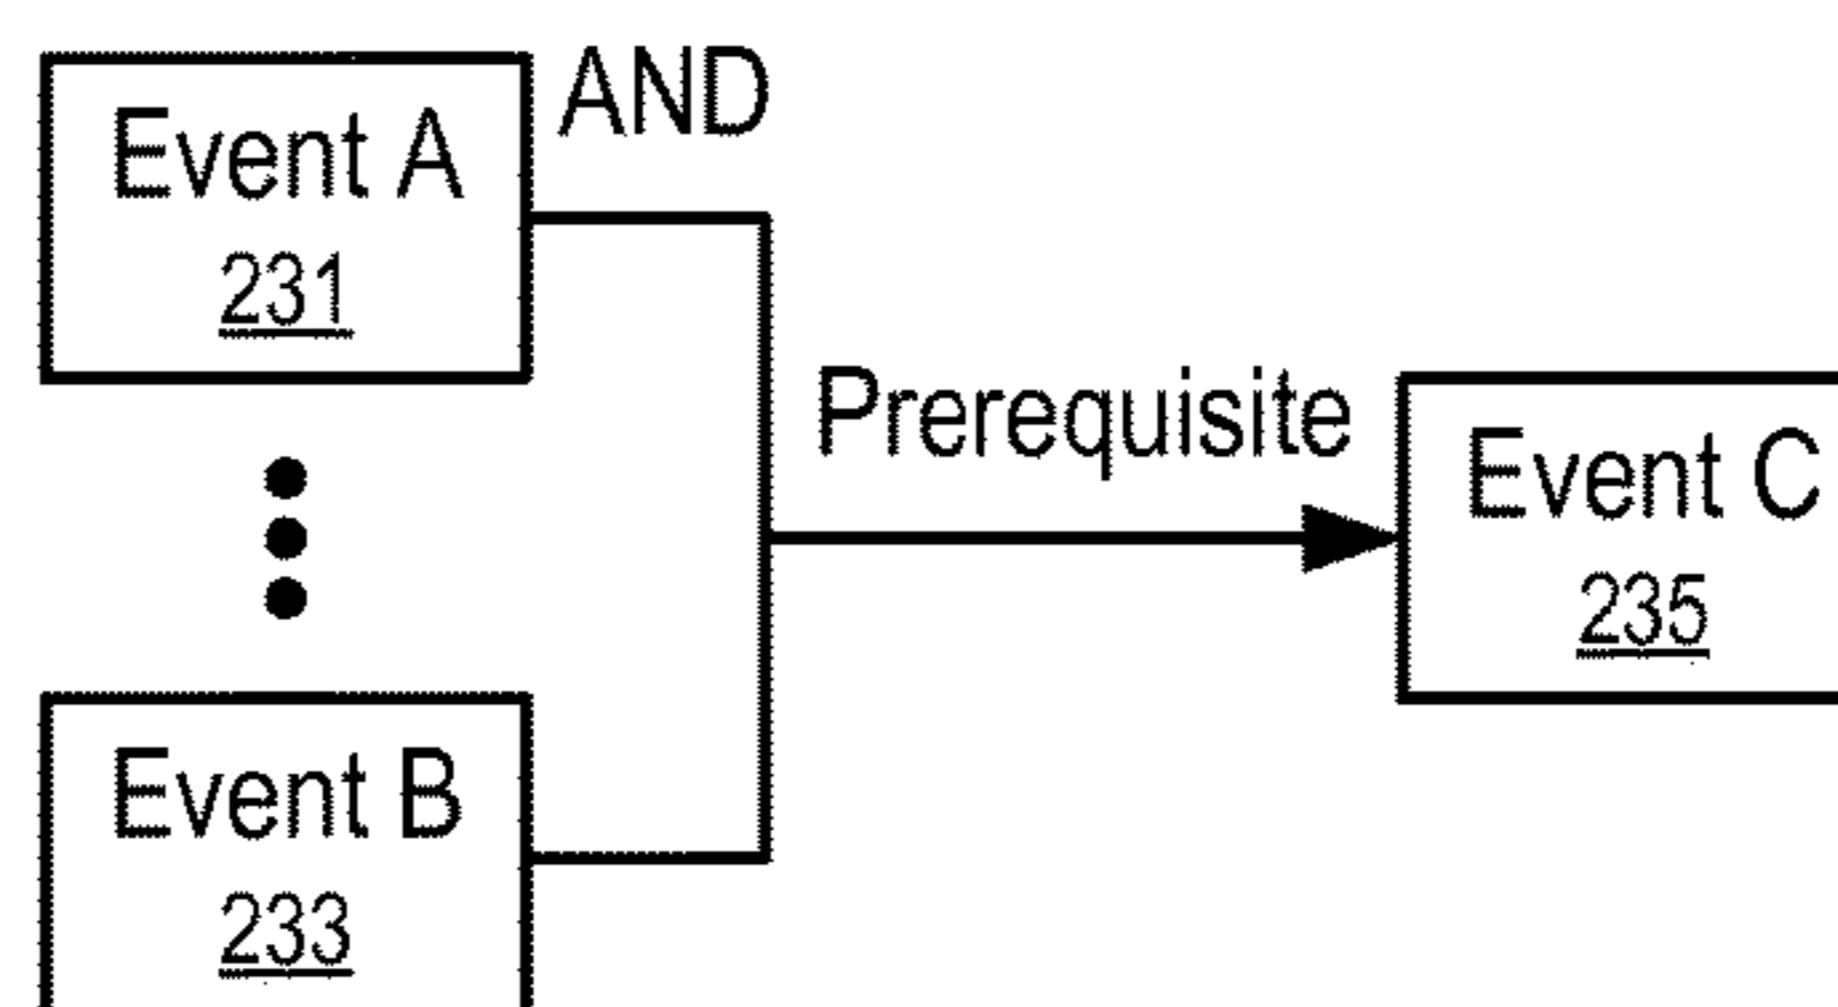 Event A
231
AND
Prerequisite
Event C
235
Event B
233